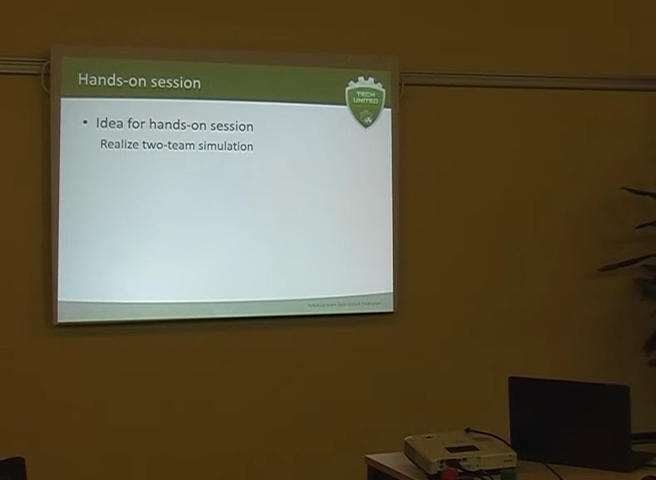 Hands-on session
TECH
UNITED
• Idea for hands-on session
Realize two-team simulation